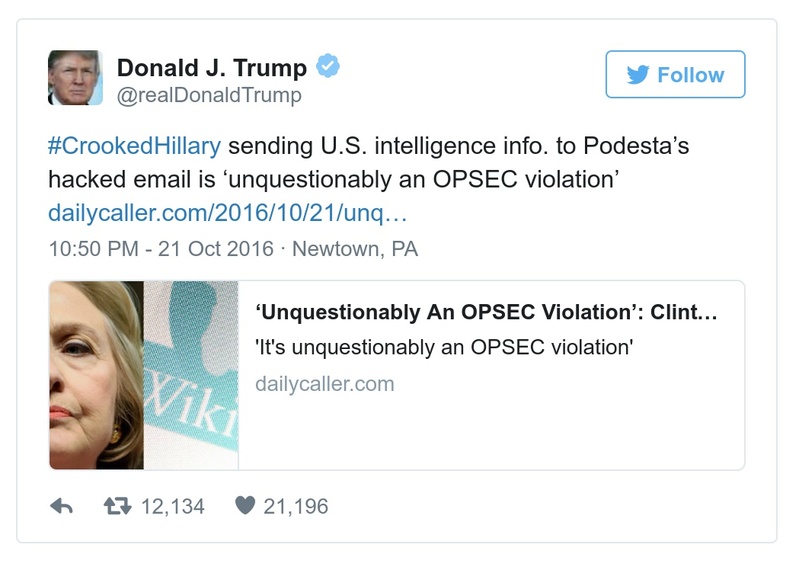 Donald J. Trump
Follow
@realDonaldTrump
#CrookedHillary sending U.S. intelligence info. to Podesta’s
hacked email is ‘unquestionably an OPSEC violation’
dailycaller.com/2016/10/21/unq…
10:50 PM - 21 Oct 2016 · Newtown, PA
‘Unquestionably An OPSEC Violation’: Clint…
'It's unquestionably an OPSEC violation'
dailycaller.com
Wiki
12,134 21,196